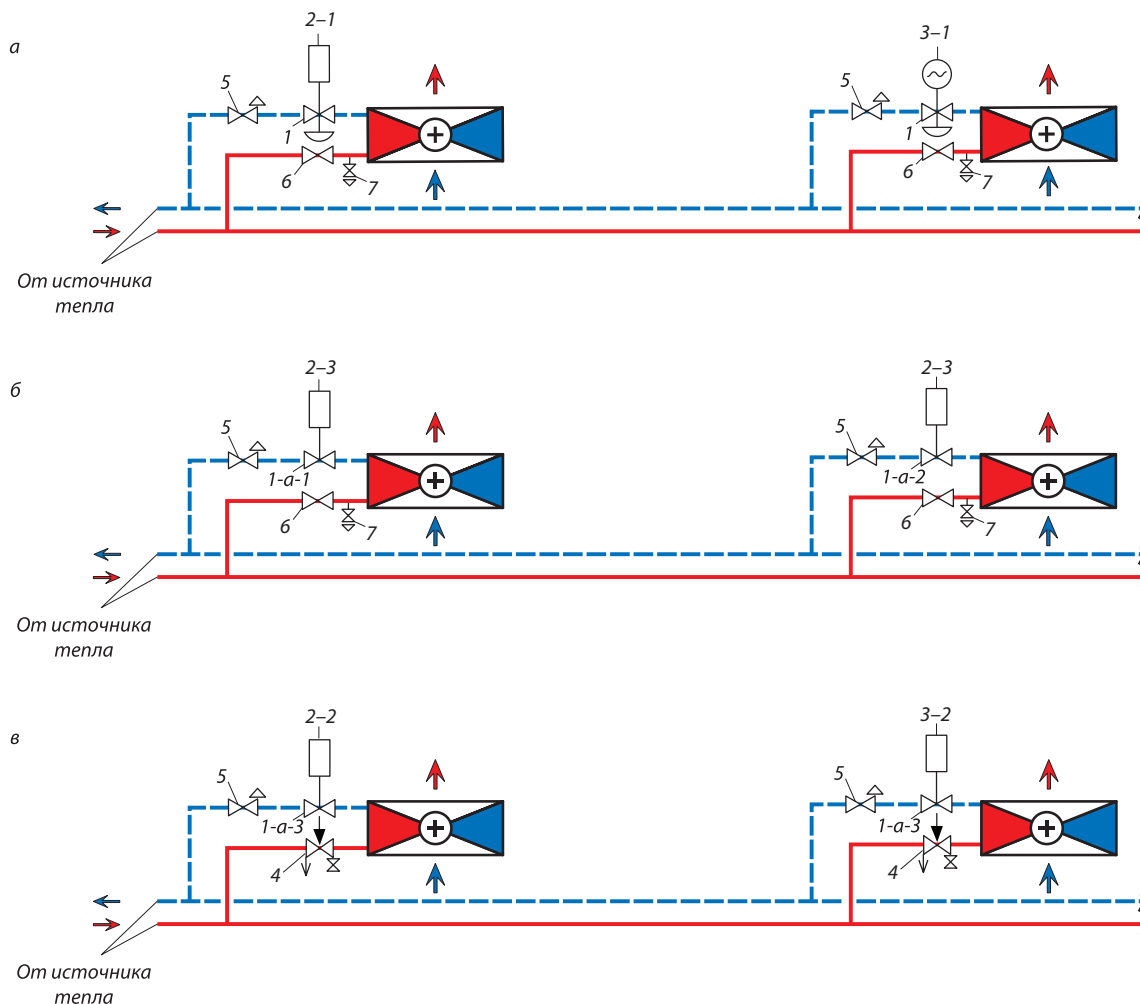 а
2–1
3–1
5
5
1
1
6
7
6
7
От источника
тепла
б
2–3
2–3
5
5
1-а-1
1-а-2
6
7
6
7
От источника
тепла
в
2–2
3–2
5
5
1-а-3
1-а-3
4
4
От источника
тепла